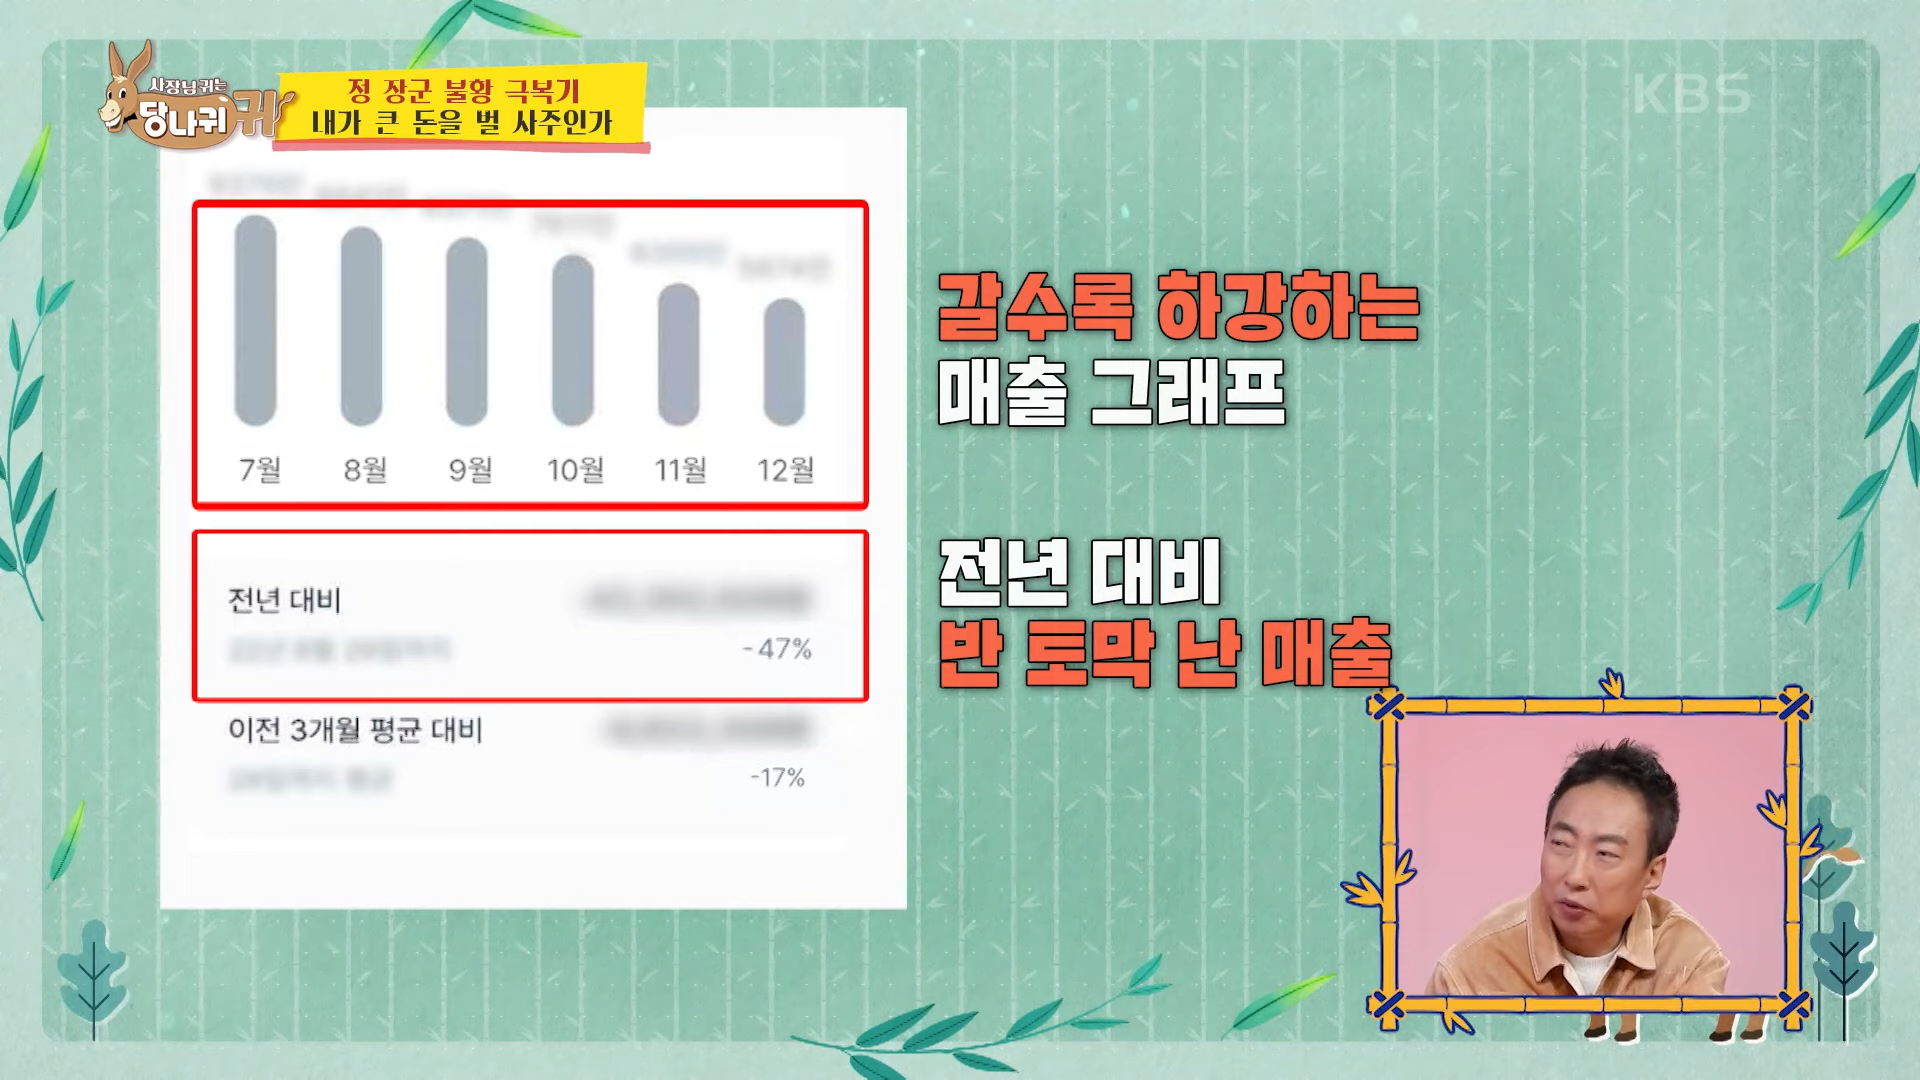 사장님 귀는
당나귀 귀
정 장군 불황 극복기
내가 큰 돈을 벌 사주인가
KBS
7월 8월 9월 10월 11월 12월
갈수록 하강하는
매출 그래프
전년 대비
-47%
이전 3개월 평균 대비
-17%
전년 대비
반 토막 난 매출